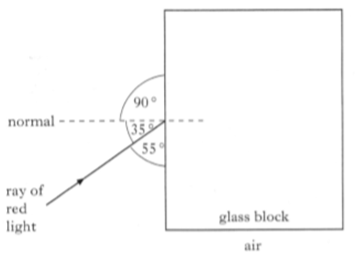 90°
normal
35°
55°
ray of
red
light
glass block
air